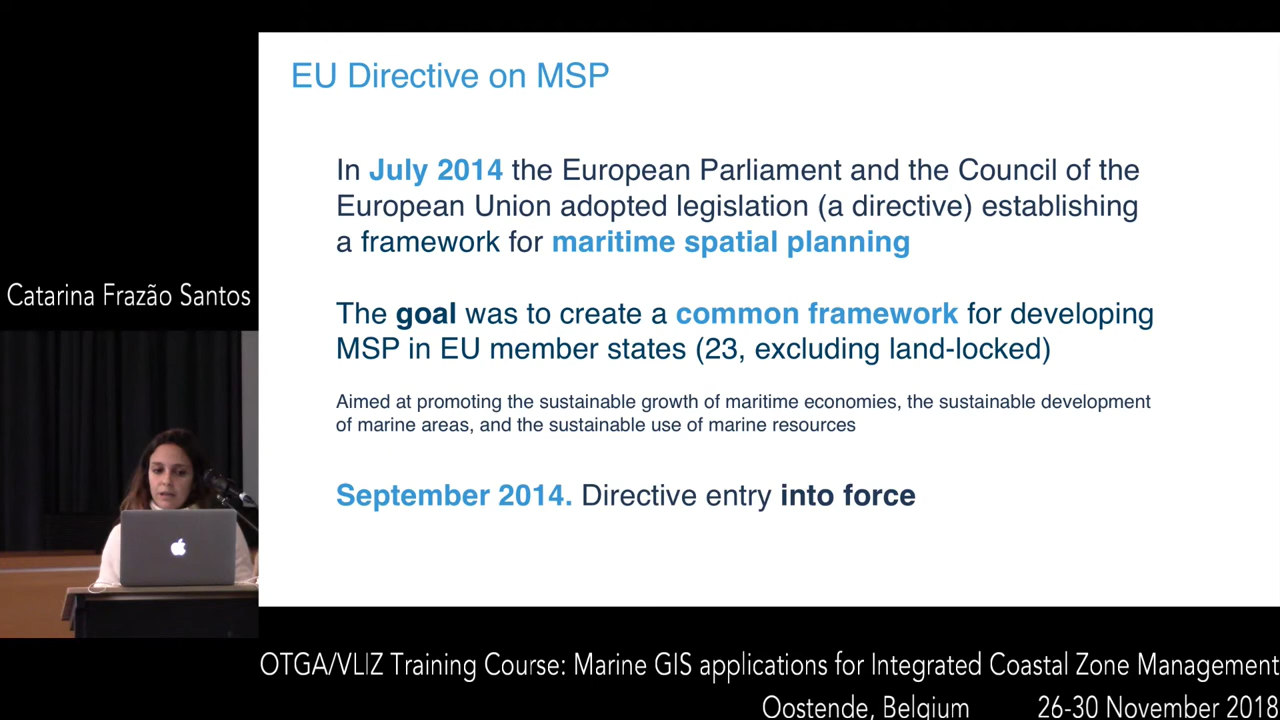 EU Directive on MSP
In July 2014 the European Parliament and the Council of the
European Union adopted legislation (a directive) establishing
a framework for maritime spatial planning
The goal was to create a common framework for developing
MSP in EU member states (23, excluding land-locked)
Aimed at promoting the sustainable growth of maritime economies, the sustainable development
of marine areas, and the sustainable use of marine resources
September 2014. Directive entry into force
Catarina Frazão Santos
OTGA/VLIZ Training Course: Marine GIS applications for Integrated Coastal Zone Management
Oostende, Belgium 26-30 November 2018